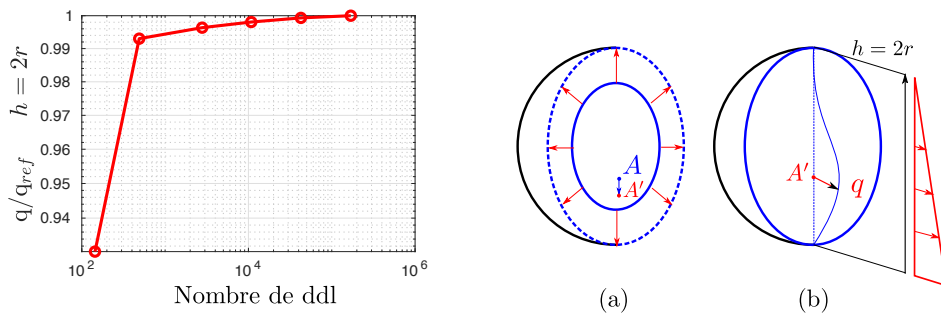 q/q_ref h = 2r
1
0.99
0.98
0.97
0.96
0.95
0.94
10^2
10^4
10^6
Nombre de ddl
A
A'
(a)
h = 2r
A'
q
(b)